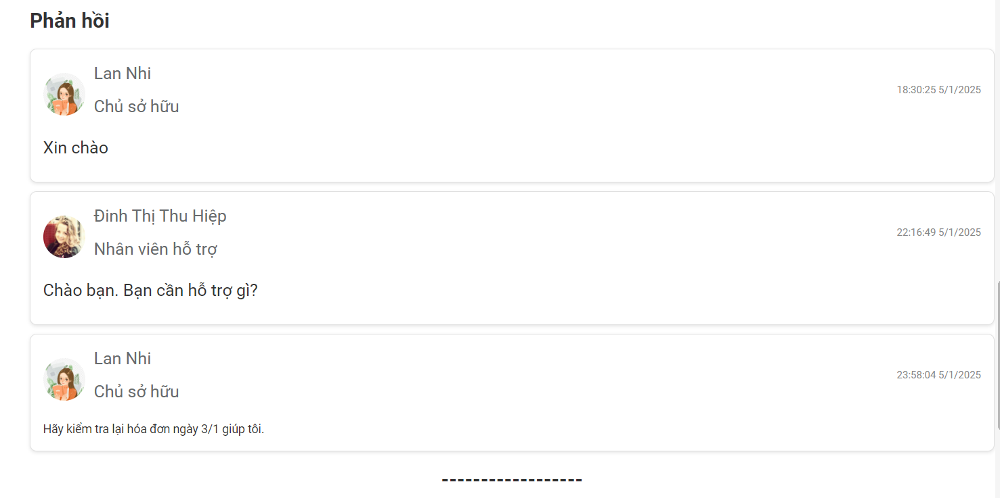 Phản hồi
Lan Nhi
Chủ sở hữu
18:30:25 5/1/2025
Xin chào
Đinh Thị Thu Hiệp
Nhân viên hỗ trợ
22:16:49 5/1/2025
Chào bạn. Bạn cần hỗ trợ gì?
Lan Nhi
Chủ sở hữu
23:58:04 5/1/2025
Hãy kiểm tra lại hóa đơn ngày 3/1 giúp tôi.
------------------